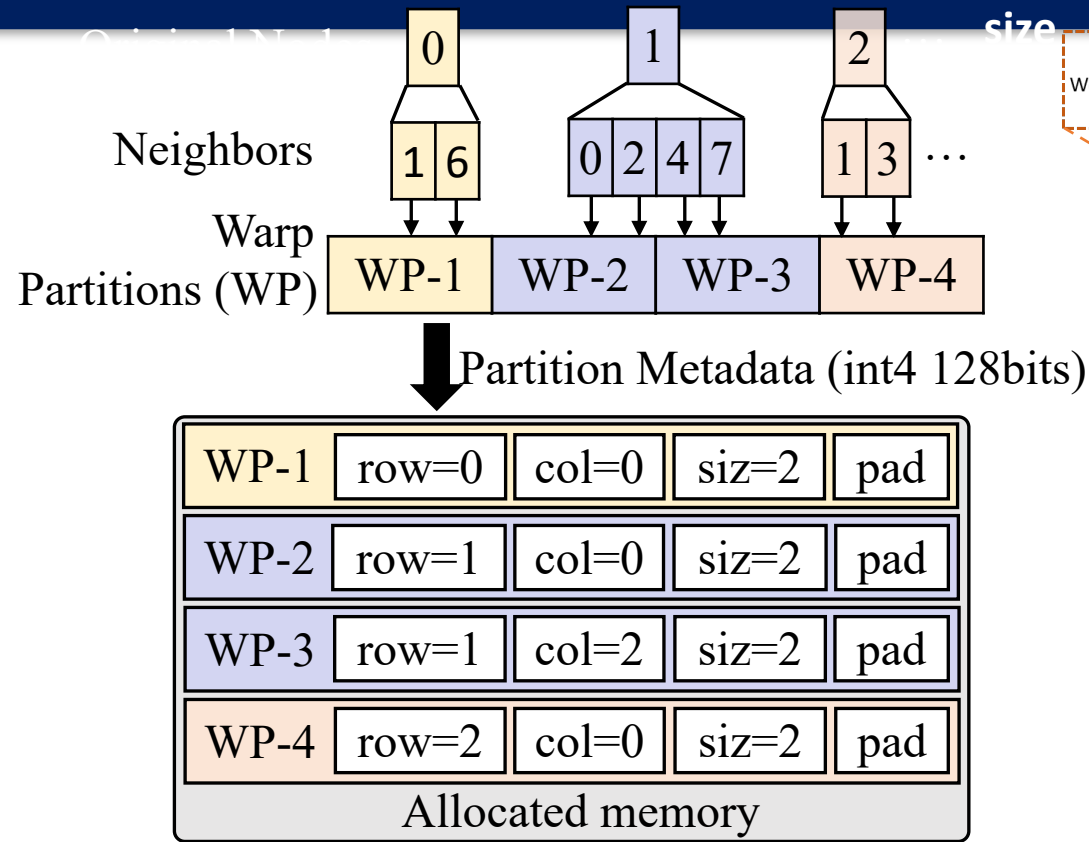 size
0 1 2
Neighbors 1 6 0 2 4 7 1 3 ...
Warp
Partitions (WP) WP-1 WP-2 WP-3 WP-4
Partition Metadata (int4 128bits)
WP-1 row=0 col=0 siz=2 pad
WP-2 row=1 col=0 siz=2 pad
WP-3 row=1 col=2 siz=2 pad
WP-4 row=2 col=0 siz=2 pad
Allocated memory